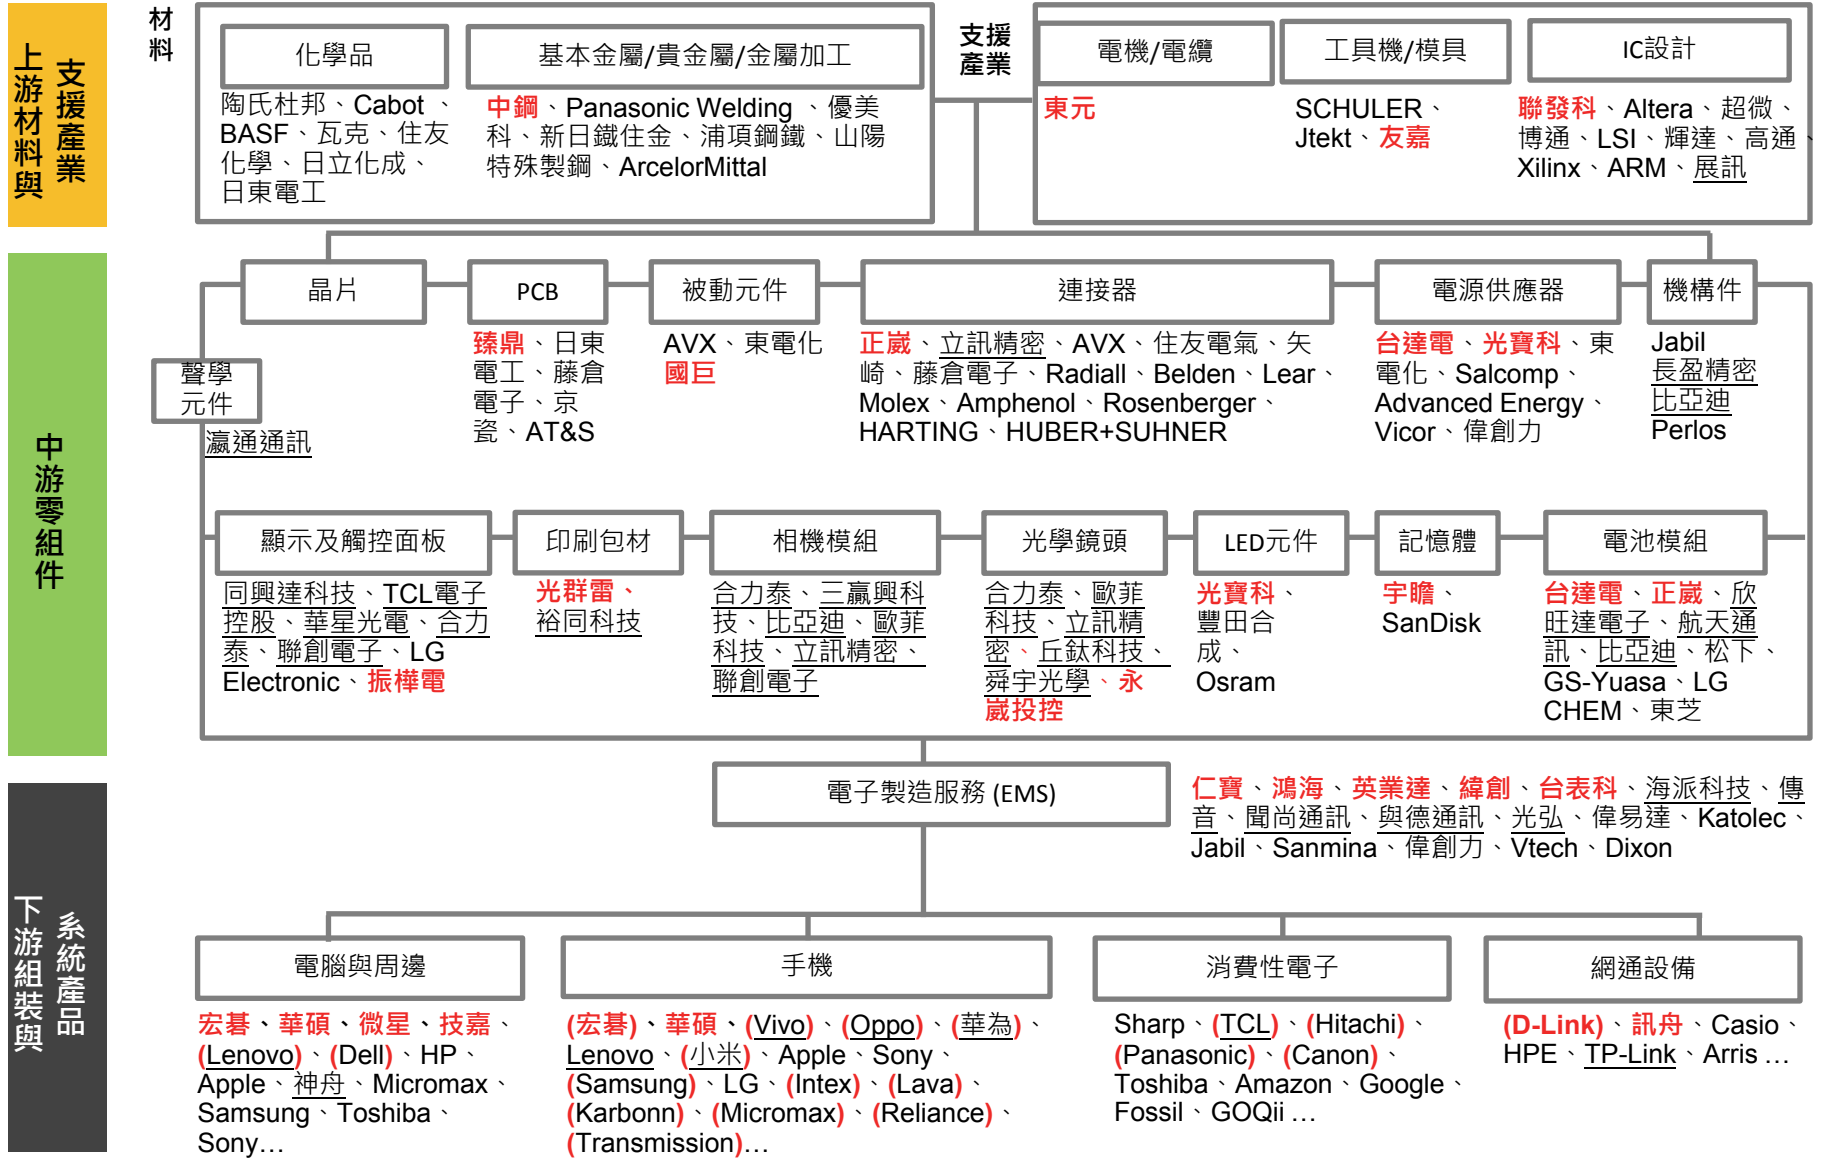 上游材料與
支援產業
材料
化學品
陶氏杜邦、Cabot 、
BASF、瓦克、住友
化學、日立化成、
日東電工
基本金屬/貴金屬/金屬加工
中鋼、Panasonic Welding 、優美
科、新日鐵住金、浦項鋼鐵、山陽
特殊製鋼、ArcelorMittal
支援
產業
電機/電纜
東元
工具機/模具
SCHULER、
Jtekt、友嘉
IC設計
聯發科、Altera、超微、
博通、LSI、輝達、高通、
Xilinx、ARM、展訊
中游零組件
晶片
PCB
臻鼎、日東
電工、藤倉
電子、京
瓷、AT&S
被動元件
AVX、東電化
國巨
連接器
正崴、立訊精密、AVX、住友電氣、矢
崎、藤倉電子、Radiall、Belden、Lear、
Molex、Amphenol、Rosenberger、
HARTING、HUBER+SUHNER
電源供應器
台達電、光寶科、東
電化、Salcomp、
Advanced Energy、
Vicor、偉創力
機構件
Jabil
長盈精密
比亞迪
Perlos
聲學
元件
瀛通通訊
顯示及觸控面板
同興達科技、TCL電子
控股、華星光電、合力
泰、聯創電子、LG
Electronic、振樺電
印刷包材
光群雷、
裕同科技
相機模組
合力泰、三贏興科
技、比亞迪、歐菲
科技、立訊精密、
聯創電子
光學鏡頭
合力泰、歐菲
科技、立訊精
密、丘鈦科技、
舜宇光學、永
崴投控
LED元件
光寶科、
豐田合
成、
Osram
記憶體
宇瞻、
SanDisk
電池模組
台達電、正崴、欣
旺達電子、航天通
訊、比亞迪、松下、
GS-Yuasa、LG
CHEM、東芝
下游組裝與
系統產品
電子製造服務 (EMS)
仁寶、鴻海、英業達、緯創、台表科、海派科技、傳
音、聞尚通訊、與德通訊、光弘、偉易達、Katolec、
Jabil、Sanmina、偉創力、Vtech、Dixon
電腦與周邊
宏碁、華碩、微星、技嘉、
(Lenovo)、(Dell)、HP、
Apple、神舟、Micromax、
Samsung、Toshiba、
Sony…
手機
(宏碁)、華碩、(Vivo)、(Oppo)、(華為)、
Lenovo、(小米)、Apple、Sony、
(Samsung)、LG、(Intex)、(Lava)、
(Karbonn)、(Micromax)、(Reliance)、
(Transmission)…
消費性電子
Sharp、(TCL)、(Hitachi)、
(Panasonic)、(Canon)、
Toshiba、Amazon、Google、
Fossil、GOQii …
網通設備
(D-Link)、訊舟、Casio、
HPE、TP-Link、Arris …